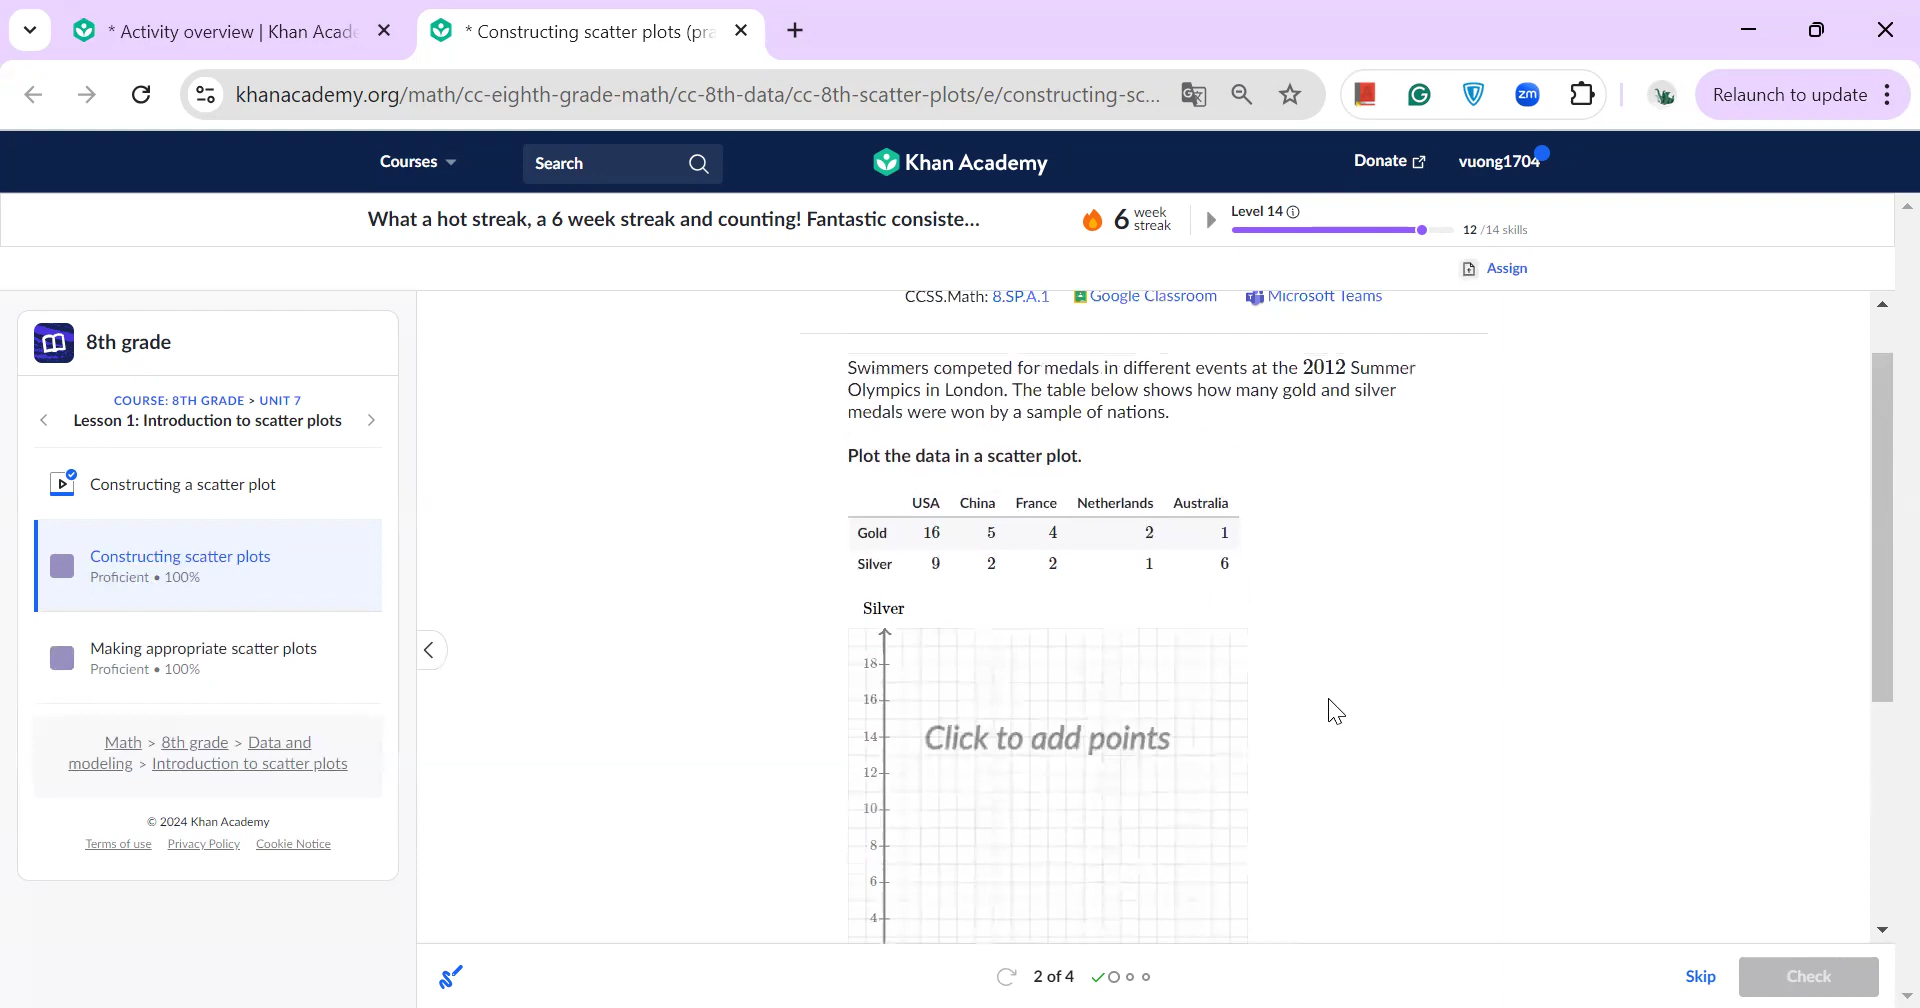 * Activity overview | Khan Acade
* Constructing scatter plots (pra
khanacademy.org/math/cc-eighth-grade-math/cc-8th-data/cc-8th-scatter-plots/e/constructing-sc...
zm
Relaunch to update
Courses
Search
Khan Academy
Donate
vuong1704
What a hot streak, a 6 week streak and counting! Fantastic consiste...
6 week streak
Level 14
12 /14 skills
Assign
8th grade
COURSE: 8TH GRADE > UNIT 7
Lesson 1: Introduction to scatter plots
Constructing a scatter plot
Constructing scatter plots
Proficient • 100%
Making appropriate scatter plots
Proficient • 100%
Math > 8th grade > Data and
modeling > Introduction to scatter plots
© 2024 Khan Academy
Terms of use Privacy Policy Cookie Notice
CCSS.Math: 8.SP.A.1 Google Classroom Microsoft Teams
Swimmers competed for medals in different events at the 2012 Summer
Olympics in London. The table below shows how many gold and silver
medals were won by a sample of nations.
Plot the data in a scatter plot.
USA China France Netherlands Australia
Gold 16 5 4 2 1
Silver 9 2 2 1 6
Silver
18
16
14
Click to add points
12
10
8
6
4
2 of 4
Skip
Check